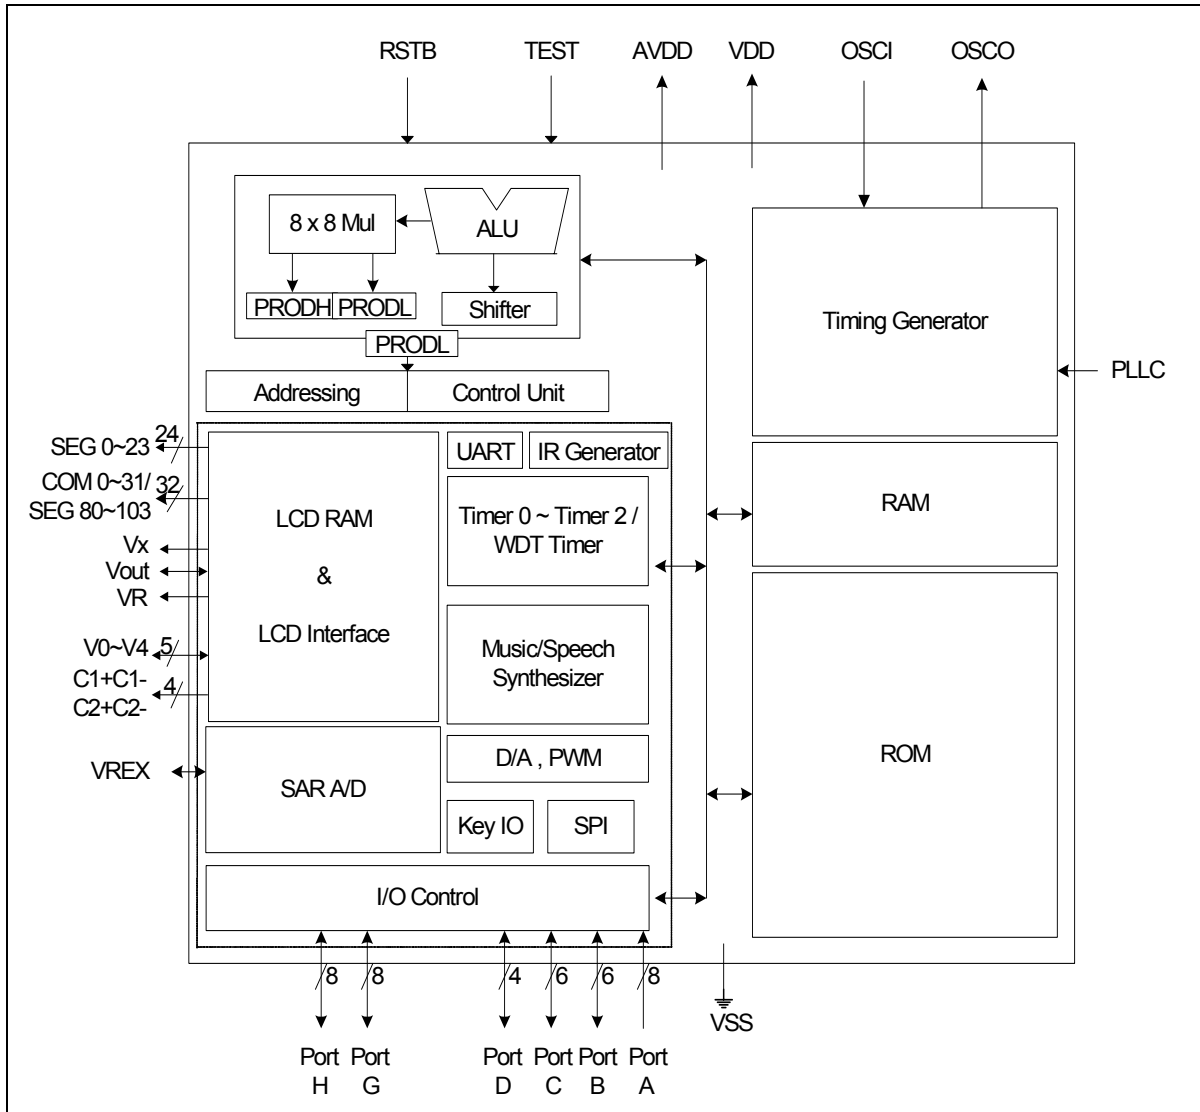 RSTB
TEST
AVDD
VDD
OSCI
OSCO
8 x 8 Mul
ALU
PRODH
PRODL
Shifter
PRODL
Addressing
Control Unit
Timing Generator
PLLC
SEG 0~23
24
COM 0~31/
32
SEG 80~103
Vx
Vout
VR
V0~V4
5
C1+C1-
4
C2+C2-
VREX
LCD RAM
&
LCD Interface
UART
IR Generator
Timer 0 ~ Timer 2 /
WDT Timer
Music/Speech
Synthesizer
D/A , PWM
SAR A/D
Key IO
SPI
I/O Control
RAM
ROM
8
8
4
6
6
8
VSS
Port
H
Port
G
Port
D
Port
C
Port
B
Port
A